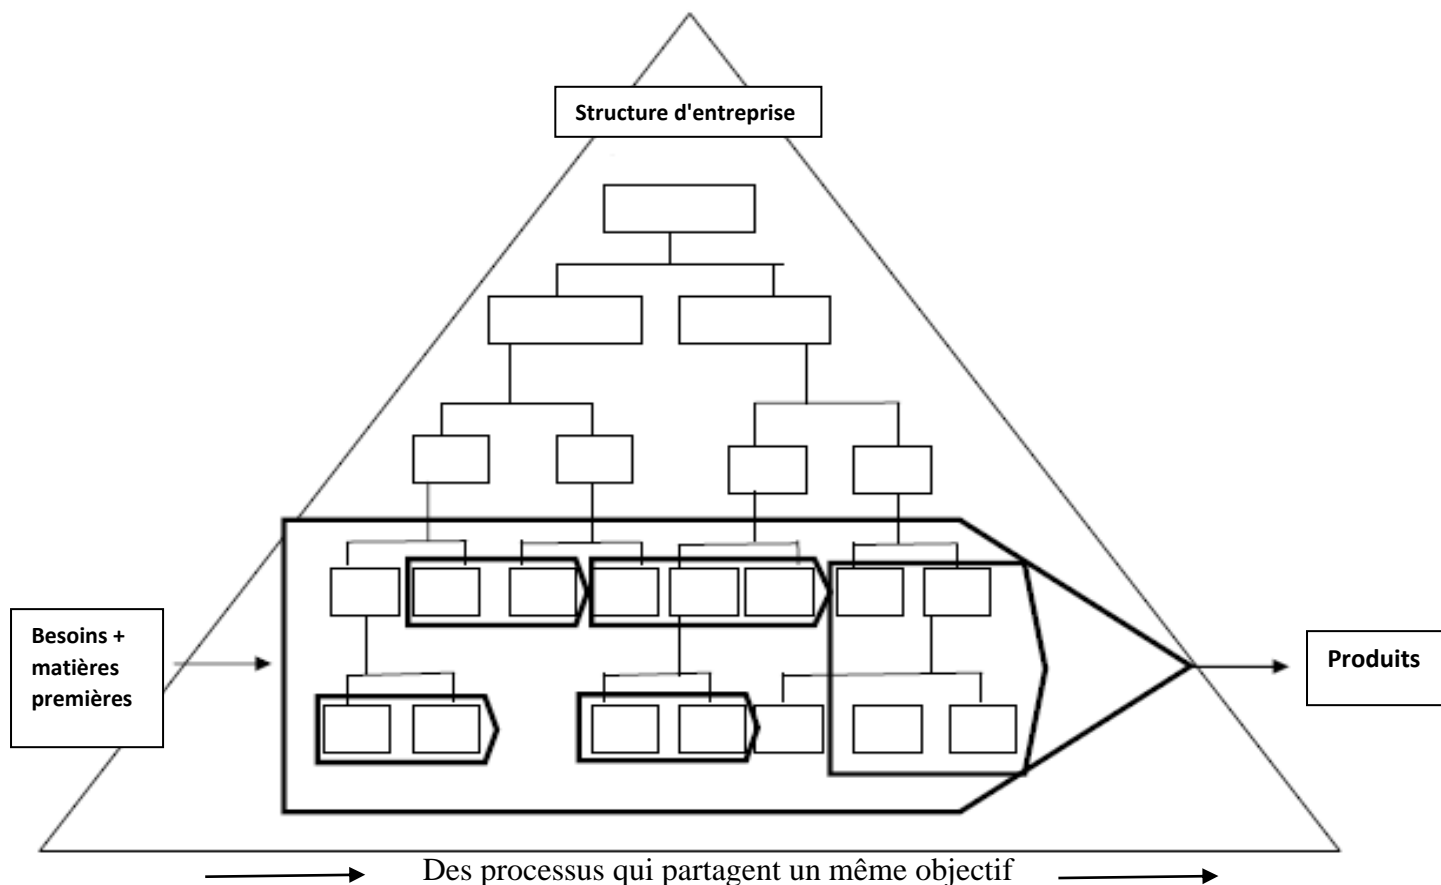 Structure d'entreprise
Besoins +
matières
premières
Produits
Des processus qui partagent un même objectif